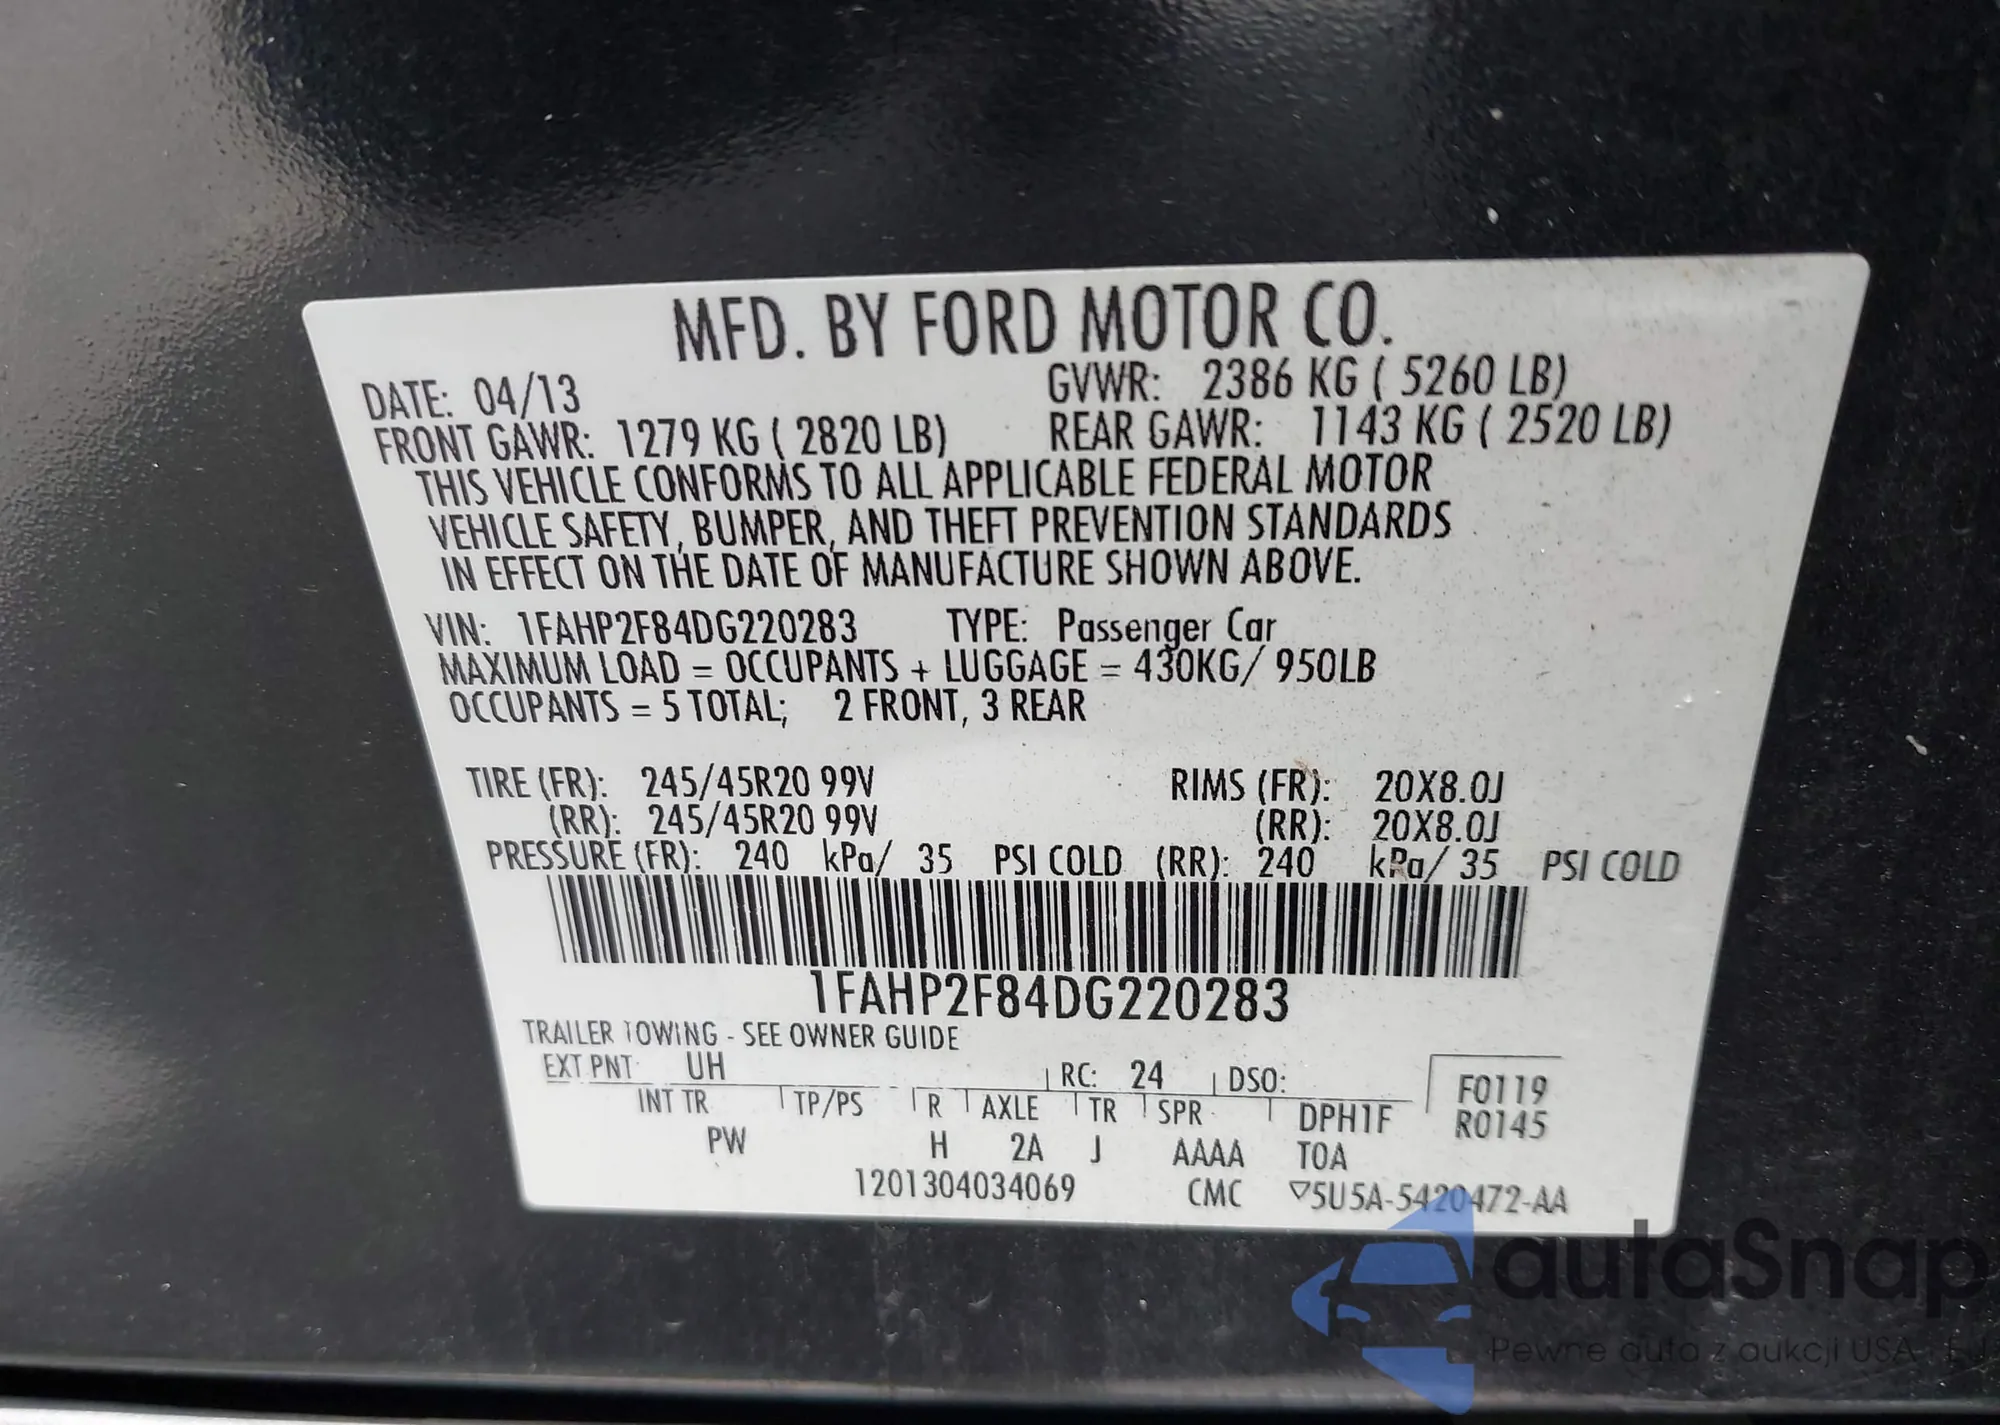 MFD. BY FORD MOTOR CO.
DATE: 04/13 GVWR: 2386 KG ( 5260 LB)
FRONT GAWR: 1279 KG ( 2820 LB) REAR GAWR: 1143 KG ( 2520 LB)
THIS VEHICLE CONFORMS TO ALL APPLICABLE FEDERAL MOTOR
VEHICLE SAFETY, BUMPER, AND THEFT PREVENTION STANDARDS
IN EFFECT ON THE DATE OF MANUFACTURE SHOWN ABOVE.
VIN: 1FAHP2F84DG220283 TYPE: Passenger Car
MAXIMUM LOAD = OCCUPANTS + LUGGAGE = 430KG/ 950LB
OCCUPANTS = 5 TOTAL; 2 FRONT, 3 REAR
TIRE (FR): 245/45R20 99V RIMS (FR): 20X8.0J
(RR): 245/45R20 99V (RR): 20X8.0J
PRESSURE (FR): 240 kPa/ 35 PSI COLD (RR): 240 kPa/ 35 PSI COLD
1FAHP2F84DG220283
TRAILER TOWING - SEE OWNER GUIDE
EXT PNT: UH RC: 24 DSO: F0119
INT TR TP/PS R AXLE TR SPR DPH1F R0145
PW H 2A J AAAA TOA
1201304034069 CMC ▽5U5A-5420472-AA
autaSnap
Pewne auta z aukcji USA